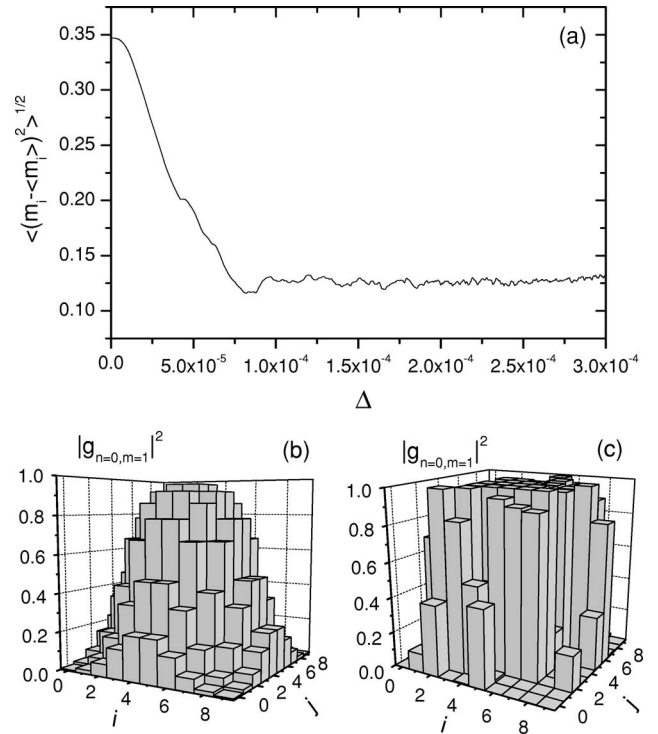 (a)
<(m_i-<m_i>)^2>^1/2
0.35
0.30
0.20
0.15
0.10
0.0 5.0x10^-5 1.0x10^-4 1.5x10^-4 2.0x10^-4 2.5x10^-4 3.0x10^-4
Δ
|g_n=0,m=1|^2 (b)
1.0
0.8
0.6
0.4
0.2
0.0
0 2 4 6 8
i
0 2 4 6 8
j
|g_n=0,m=1|^2 (c)
1.0
0.8
0.6
0.4
0.2
0.0
0 2 4 6 8
i
0 2 4 6 8
j